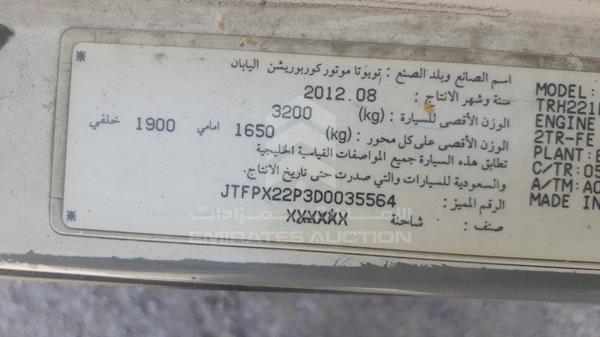 اسم الصانع وبلد الصنع : تويوتا موتور كوربوريشن اليابان
سنة وشهر الانتاج : 2012.08
الوزن الأقصى للسيارة : (kg) 3200
الوزن الأقصى على كل محور : (kg) 1650 امامي 1900 خلفي
تطابق هذه السيارة جميع المواصفات القياسية الخليجية
والسعودية للسيارات والتي صدرت حتى تاريخ الانتاج.
الرقم المميز : JTFPX22P3D0035564
صنف : شاحنة XXXXXX
MODEL:
TRH221
ENGINE
2TR-FE
PLANT:
C/TR:05
A/TM:
MADE IN
الإمارات للمزادات
EMIRATES AUCTION